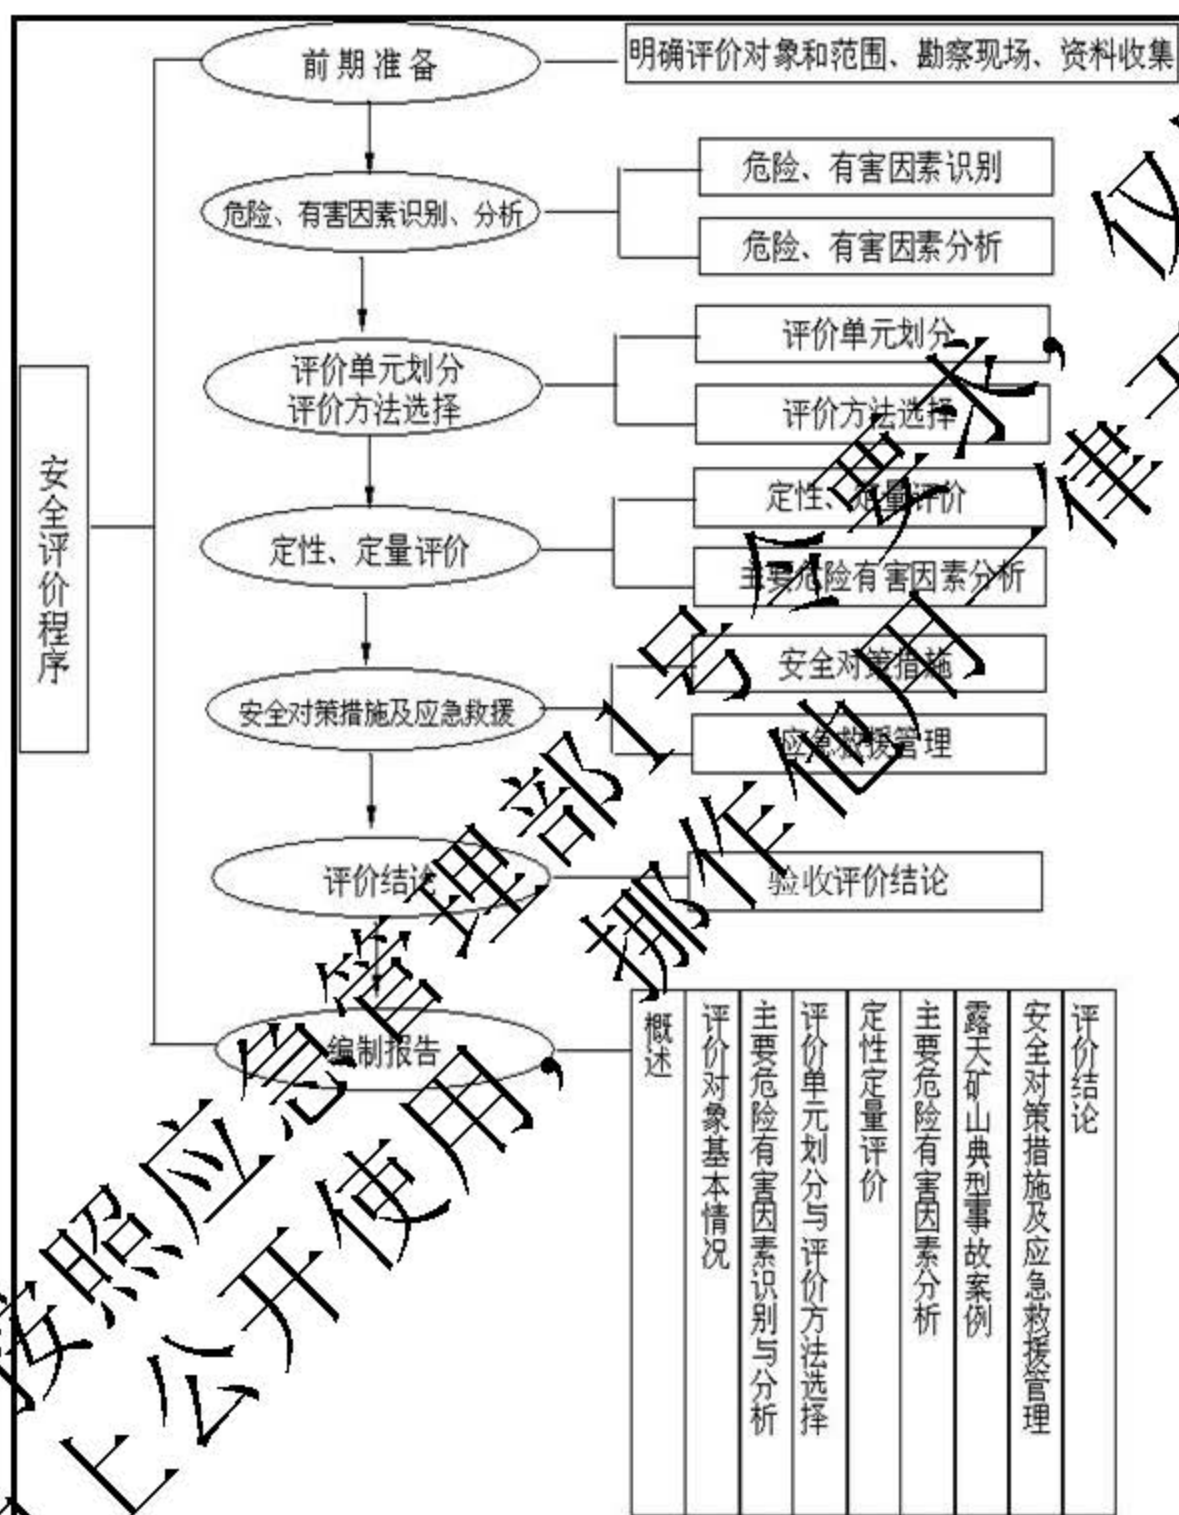 前期准备
明确评价对象和范围、勘察现场、资料收集
危险、有害因素识别、分析
危险、有害因素识别
危险、有害因素分析
评价单元划分
评价方法选择
评价单元划分
评价方法选择
安全评价程序
定性、定量评价
定性、定量评价
主要危险有害因素分析
安全对策措施及应急救援
安全对策措施
应急救援管理
评价结论
验收评价结论
编制报告
概述
评价对象基本情况
主要危险有害因素识别与分析
评价单元划分与评价方法选择
定性定量评价
主要危险有害因素分析
露天矿山典型事故案例
安全对策措施及应急救援管理
评价结论
按照应急管理部1号公告要求，仅
上公开使用，挪作他用